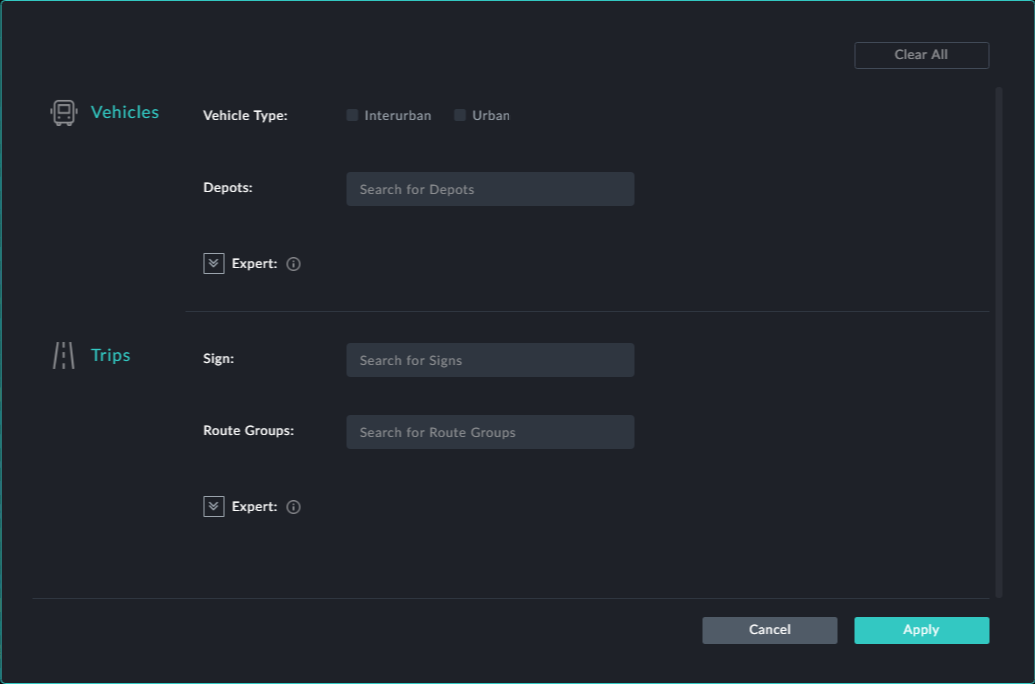 Clear All
Vehicles
Vehicle Type: Interurban Urban
Depots: Search for Depots
Expert:
Trips
Sign: Search for Signs
Route Groups: Search for Route Groups
Expert:
Cancel Apply